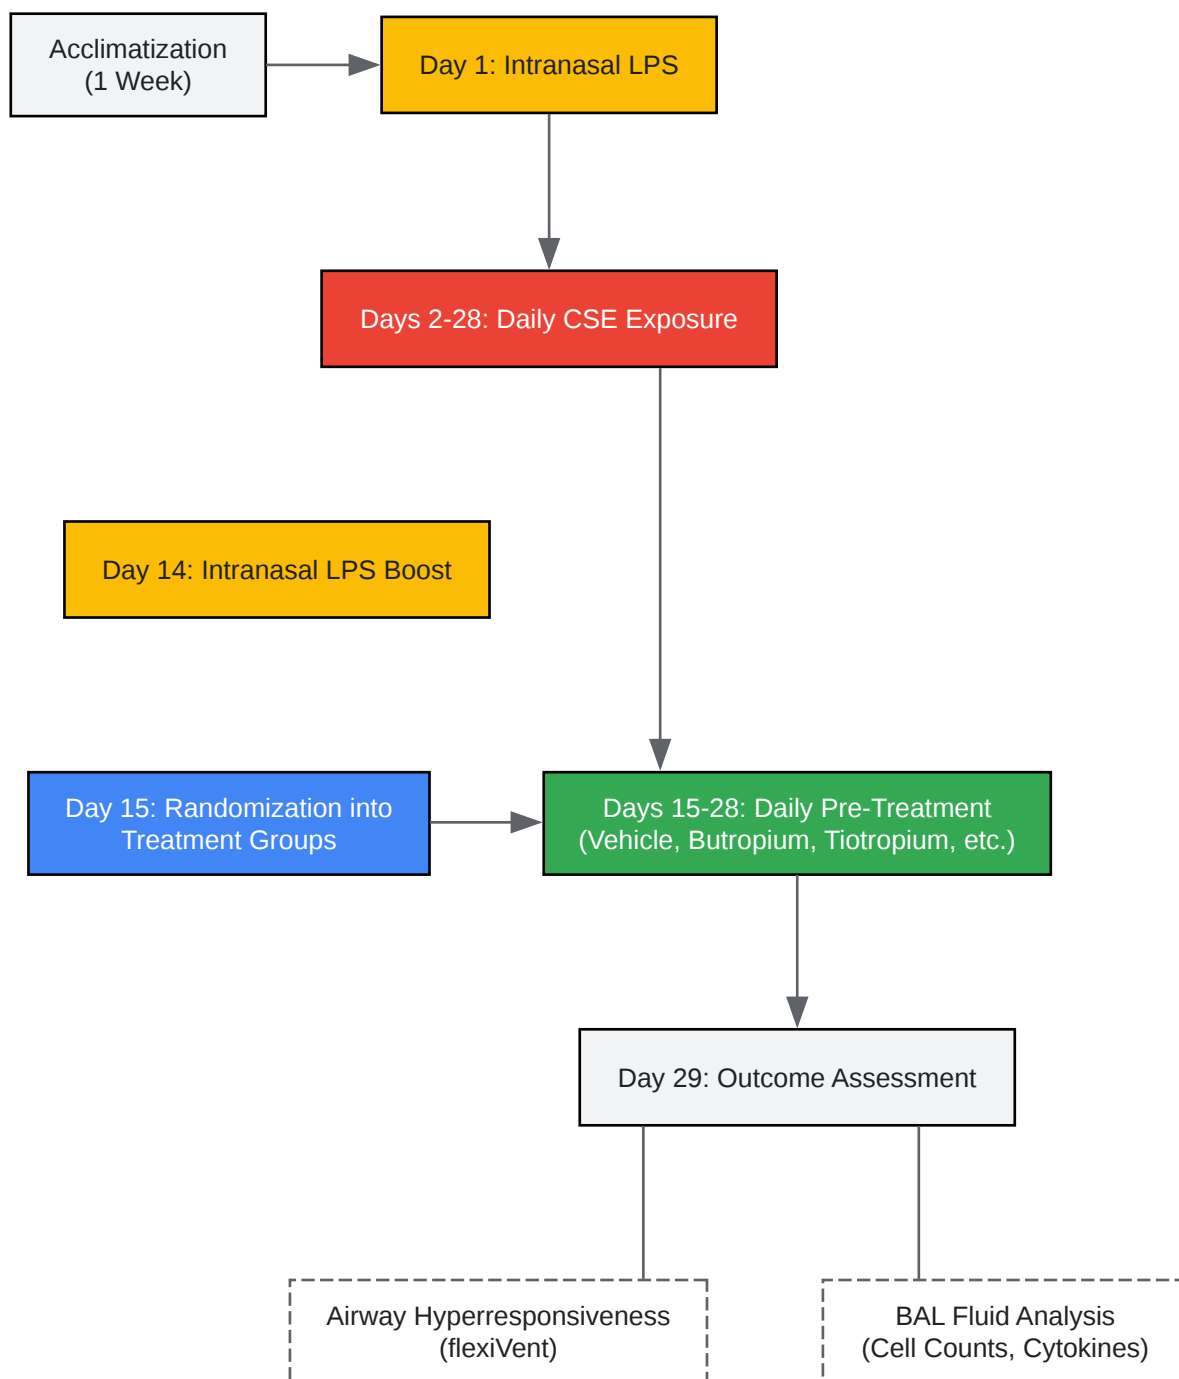 Acclimatization
(1 Week)
Day 1: Intranasal LPS
Days 2-28: Daily CSE Exposure
Day 14: Intranasal LPS Boost
Day 15: Randomization into
Treatment Groups
Days 15-28: Daily Pre-Treatment
(Vehicle, Butropium, Tiotropium, etc.)
Day 29: Outcome Assessment
Airway Hyperresponsiveness
(flexiVent)
BAL Fluid Analysis
(Cell Counts, Cytokines)